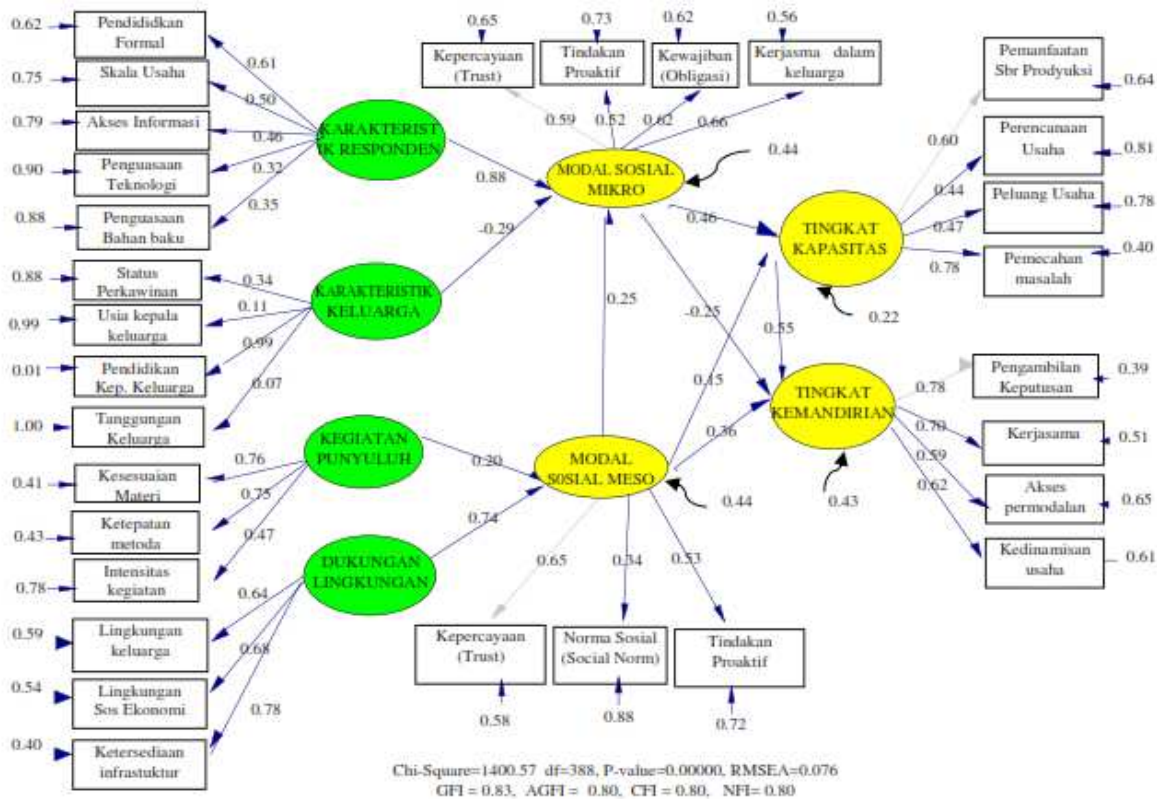 0.62
Pendididkan
Formal
0.75
Skala Usaha
0.79
Akses Informasi
0.90
Penguasaan
Teknologi
0.88
Penguasaan
Bahan baku
0.61
0.50
0.46
0.32
0.35
KARAKTERIST
IK RESPONDEN
0.88
0.88
Status
Perkawinan
0.99
Usia kepala
keluarga
0.01
Pendidikan
Kep. Keluarga
1.00
Tanggungan
Keluarga
0.34
0.11
0.99
0.07
KARAKTERISTIK
KELUARGA
-0.29
0.41
Kesesuaian
Materi
0.43
Ketepatan
metoda
0.78
Intensitas
kegiatan
0.76
0.75
0.47
KEGIATAN
PUNYULUH
0.20
0.59
Lingkungan
keluarga
0.54
Lingkungan
Sos Ekonomi
0.40
Ketersediaan
infrastuktur
0.64
0.68
0.78
DUKUNGAN
LINGKUNGAN
0.74
0.65
Kepercayaan
(Trust)
0.73
Tindakan
Proaktif
0.62
Kewajiban
(Obligasi)
0.56
Kerjasma dalam
keluarga
0.59
0.52
0.62
0.66
MODAL SOSIAL
MIKRO
0.44
0.46
0.25
-0.25
0.15
0.55
0.36
MODAL
S0SIAL MESO
0.44
0.65
0.34
0.53
Kepercayaan
(Trust)
Norma Sosial
(Social Norm)
Tindakan
Proaktif
0.58
0.88
0.72
TINGKAT
KAPASITAS
0.22
0.60
0.44
0.47
0.78
Pemanfaatan
Sbr Prodyuksi
0.64
Perencanaan
Usaha
0.81
Peluang Usaha
0.78
Pemecahan
masalah
0.40
TINGKAT
KEMANDIRIAN
0.43
0.78
0.70
0.59
0.62
Pengambilan
Keputusan
0.39
Kerjasama
0.51
Akses
permodalan
0.65
Kedinamisan
usaha
0.61
Chi-Square=1400.57 df=388, P-value=0.00000, RMSEA=0.076
GFI = 0.83, AGFI = 0.80, CFI = 0.80, NFI= 0.80